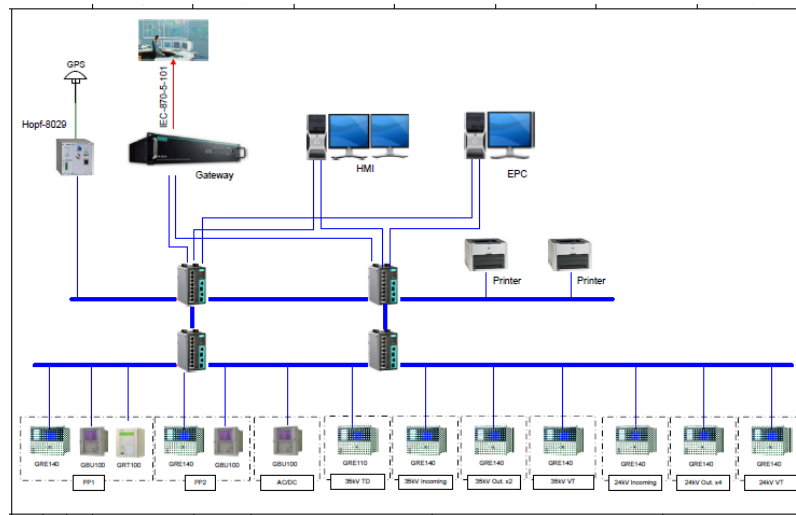 GPS
IEC-870-5-101
Hopf-8029
Gateway
HMI
EPC
Printer
Printer
GRE140
GBU100
GRT100
GRE140
GBU100
GBU100
GRE110
GRE140
GRE140
GRE140
GRE140
GRE140
GRE140
PP1
PP2
AC/DC
35kV TD
35kV Incoming
35kV Out. x2
35kV VT
24kV Incoming
24kV Out. x4
24kV VT